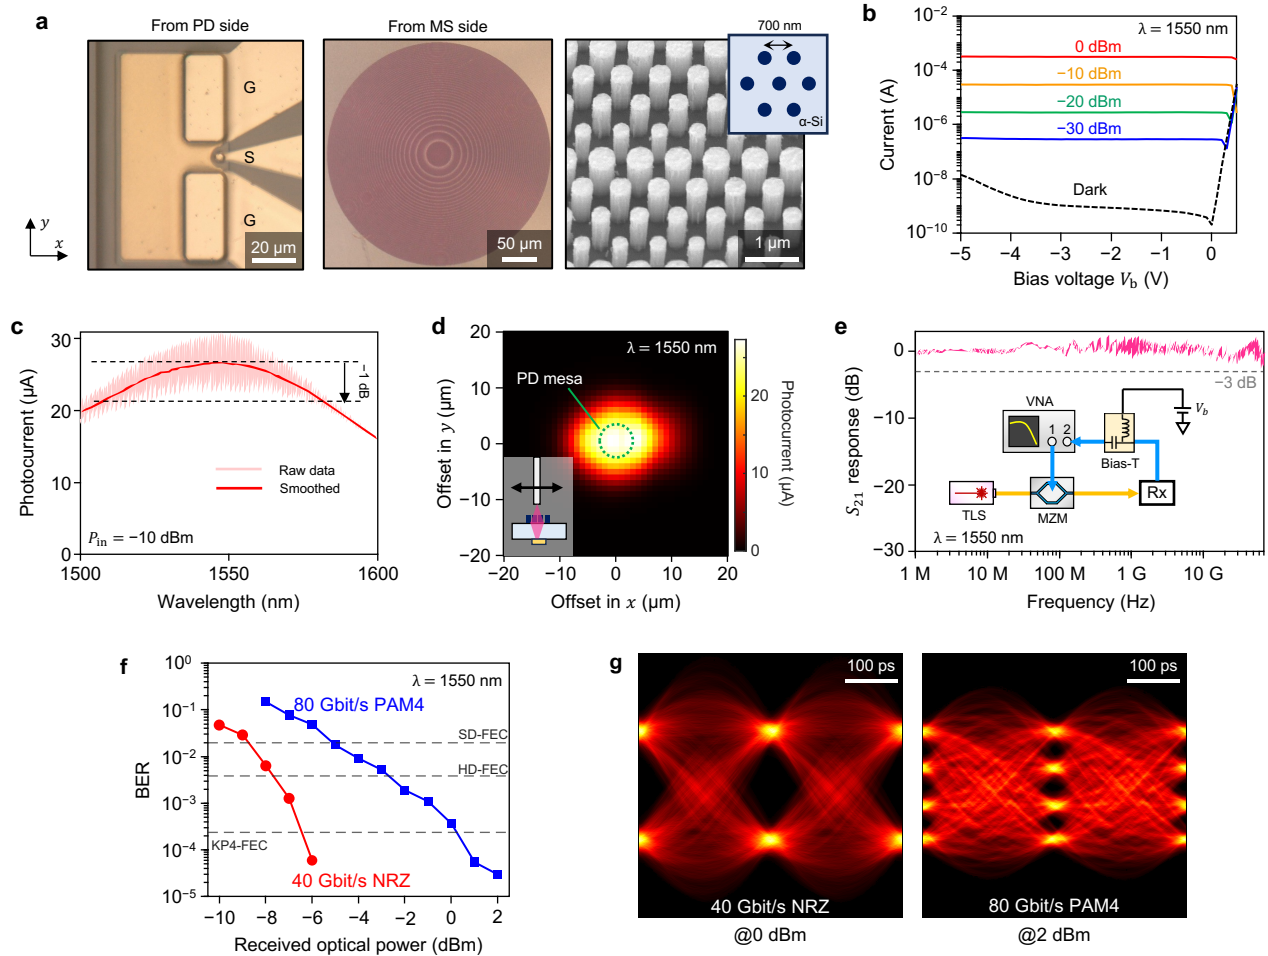 a
From PD side
From MS side
700 nm
G
S
G
20 µm
50 µm
1 µm
α-Si
y
x
b
λ = 1550 nm
0 dBm
−10 dBm
−20 dBm
−30 dBm
Dark
10⁻²
10⁻⁴
10⁻⁶
10⁻⁸
10⁻¹⁰
Current (A)
−5 −4 −3 −2 −1 0
Bias voltage V_b (V)
c
30
20
10
0
Photocurrent (µA)
−1 dB
Raw data
Smoothed
P_in = −10 dBm
1500 1550 1600
Wavelength (nm)
d
20
10
0
−10
−20
Offset in y (µm)
λ = 1550 nm
PD mesa
−20 −10 0 10 20
Offset in x (µm)
20
10
0
Photocurrent (µA)
e
0
−10
−20
−30
S₂₁ response (dB)
−3 dB
VNA
1 2
Bias-T
V_b
TLS
MZM
Rx
λ = 1550 nm
1 M 10 M 100 M 1 G 10 G
Frequency (Hz)
f
10⁰
10⁻¹
10⁻²
10⁻³
10⁻⁴
10⁻⁵
BER
λ = 1550 nm
80 Gbit/s PAM4
SD-FEC
HD-FEC
KP4-FEC
40 Gbit/s NRZ
−10 −8 −6 −4 −2 0 2
Received optical power (dBm)
g
100 ps
40 Gbit/s NRZ
@0 dBm
100 ps
80 Gbit/s PAM4
@2 dBm